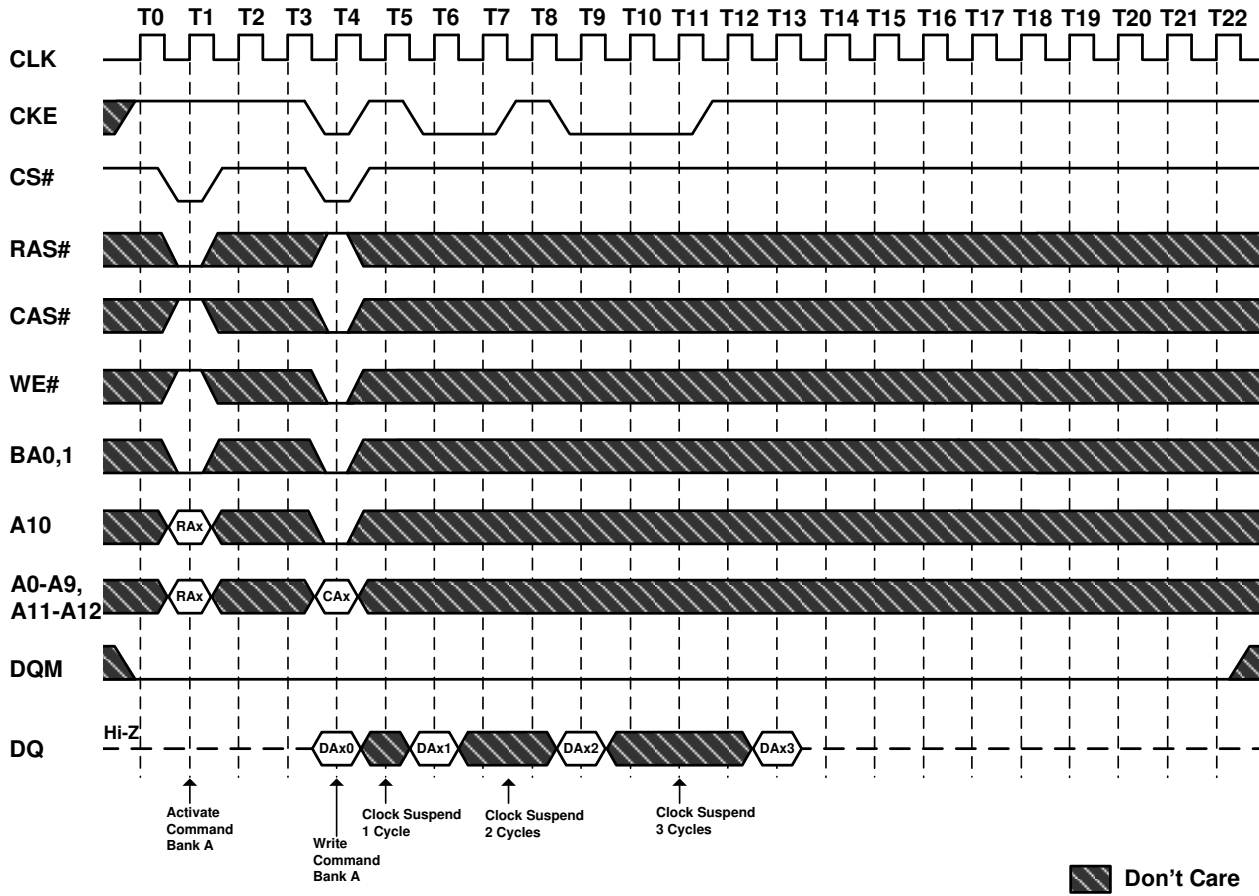 T0 T1 T2 T3 T4 T5 T6 T7 T8 T9 T10 T11 T12 T13 T14 T15 T16 T17 T18 T19 T20 T21 T22
CLK
CKE
CS#
RAS#
CAS#
WE#
BA0,1
A10
RAx
A0-A9,
A11-A12
RAx
CAx
DQM
Hi-Z
DQ
DAx0
DAx1
DAx2
DAx3
Activate
Command
Bank A
Write
Command
Bank A
Clock Suspend
1 Cycle
Clock Suspend
2 Cycles
Clock Suspend
3 Cycles
Don't Care